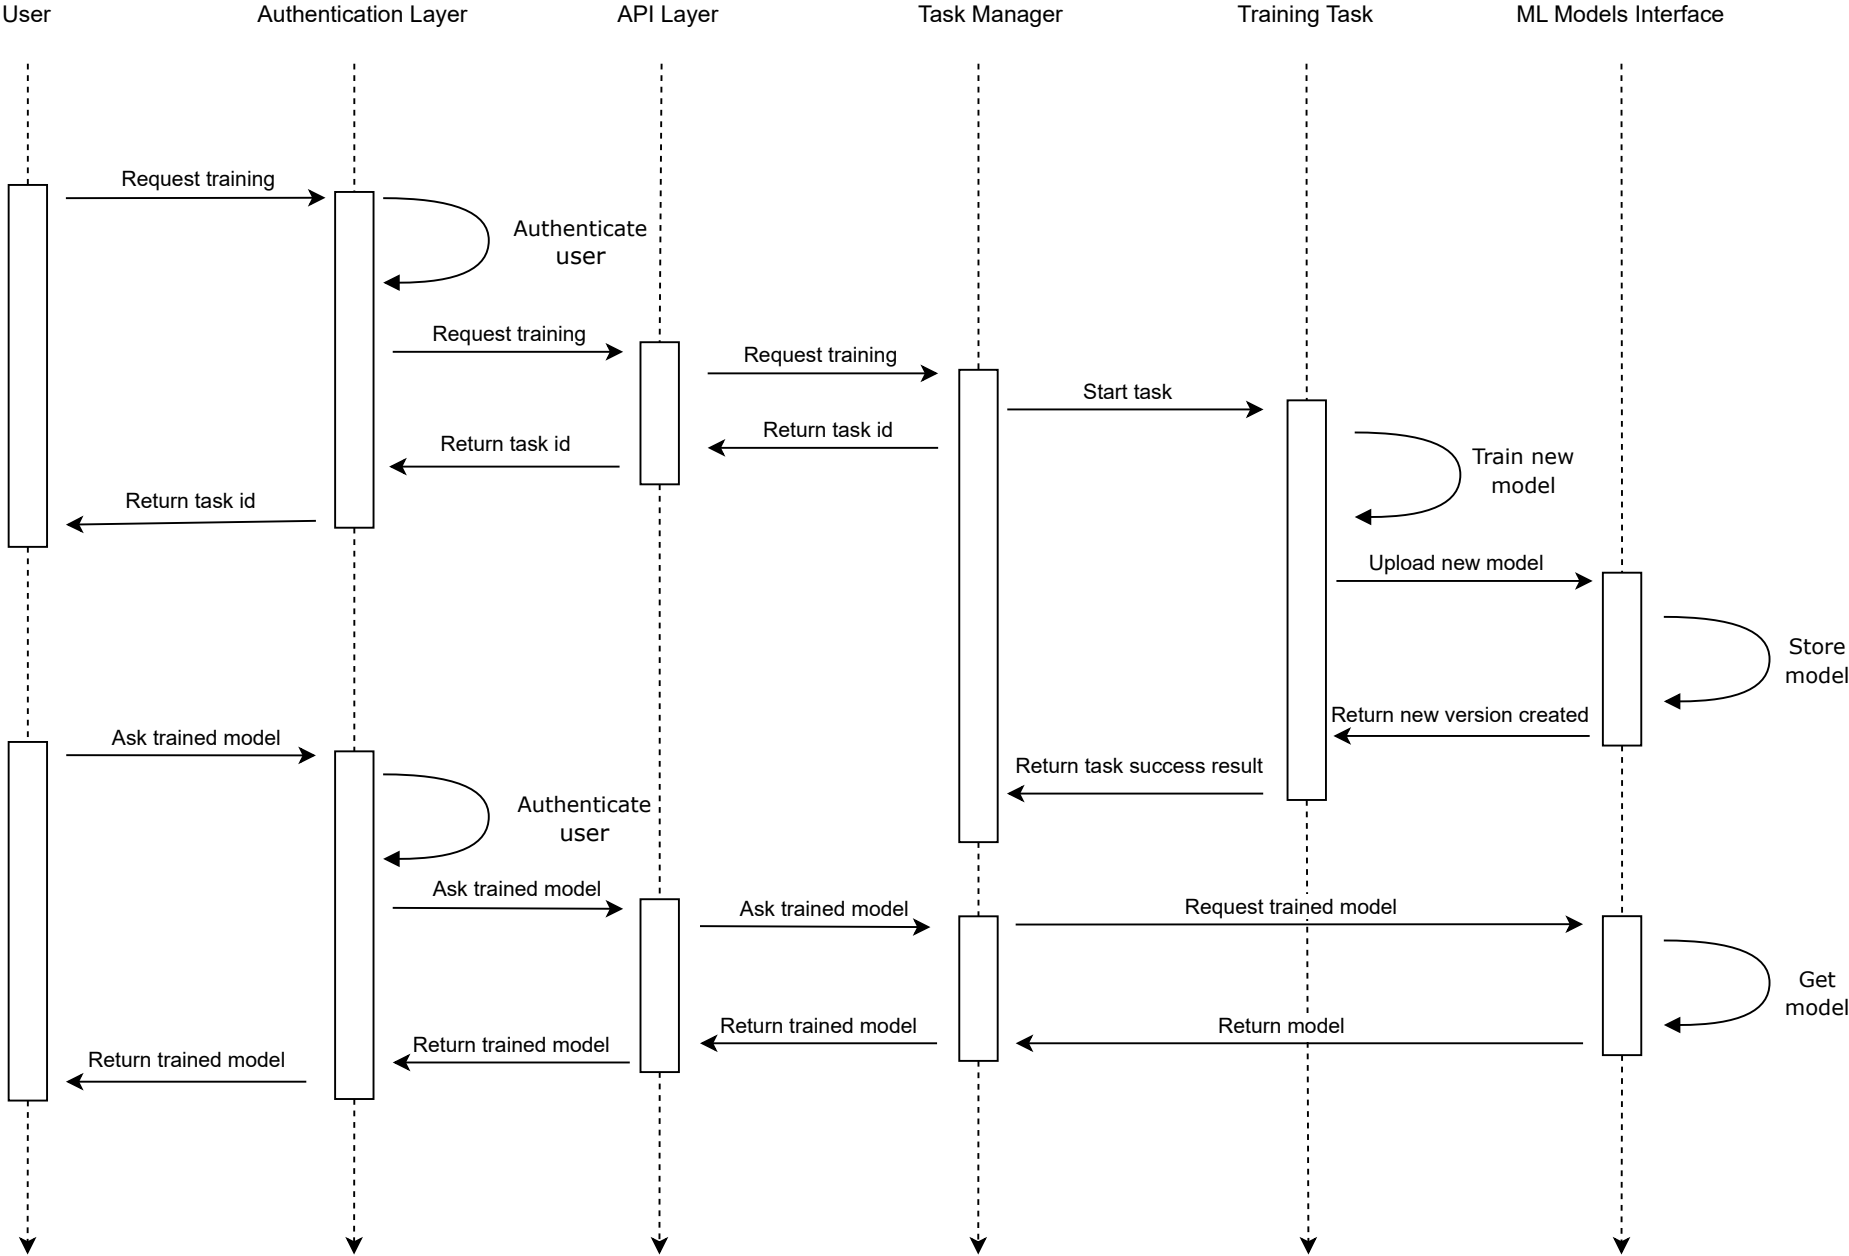 User
Authentication Layer
API Layer
Task Manager
Training Task
ML Models Interface
Request training
Authenticate
user
Request training
Request training
Start task
Return task id
Return task id
Return task id
Train new
model
Upload new model
Store
model
Return new version created
Return task success result
Ask trained model
Authenticate
user
Ask trained model
Ask trained model
Request trained model
Get
model
Return model
Return trained model
Return trained model
Return trained model